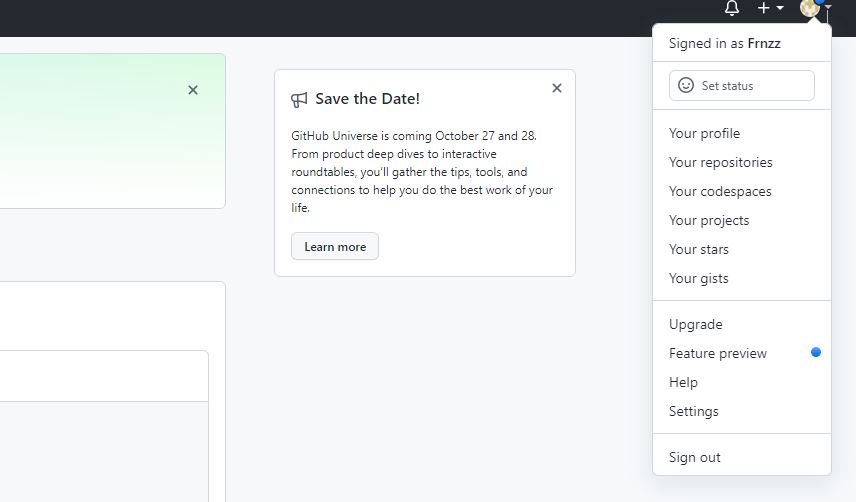 Save the Date!
GitHub Universe is coming October 27 and 28.
From product deep dives to interactive
roundtables, you'll gather the tips, tools, and
connections to help you do the best work of your
life.
Learn more
Signed in as Frnzz
Set status
Your profile
Your repositories
Your codespaces
Your projects
Your stars
Your gists
Upgrade
Feature preview
Help
Settings
Sign out